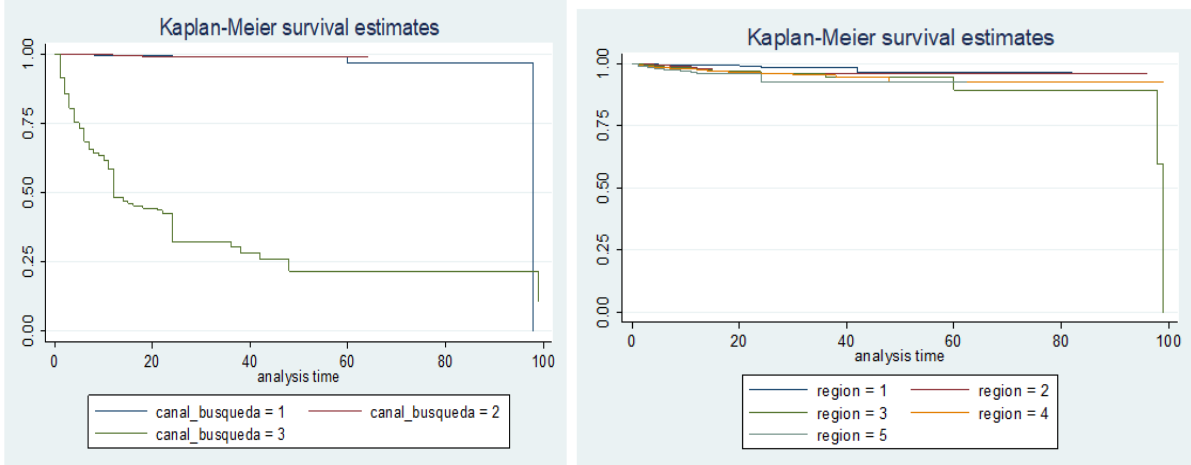 Kaplan-Meier survival estimates
1.00
0.75
0.50
0.25
0.00
0 20 40 60 80 100
analysis time
canal_busqueda = 1 canal_busqueda = 2
canal_busqueda = 3
Kaplan-Meier survival estimates
1.00
0.75
0.50
0.25
0.00
0 20 40 60 80 100
analysis time
region = 1 region = 2
region = 3 region = 4
region = 5